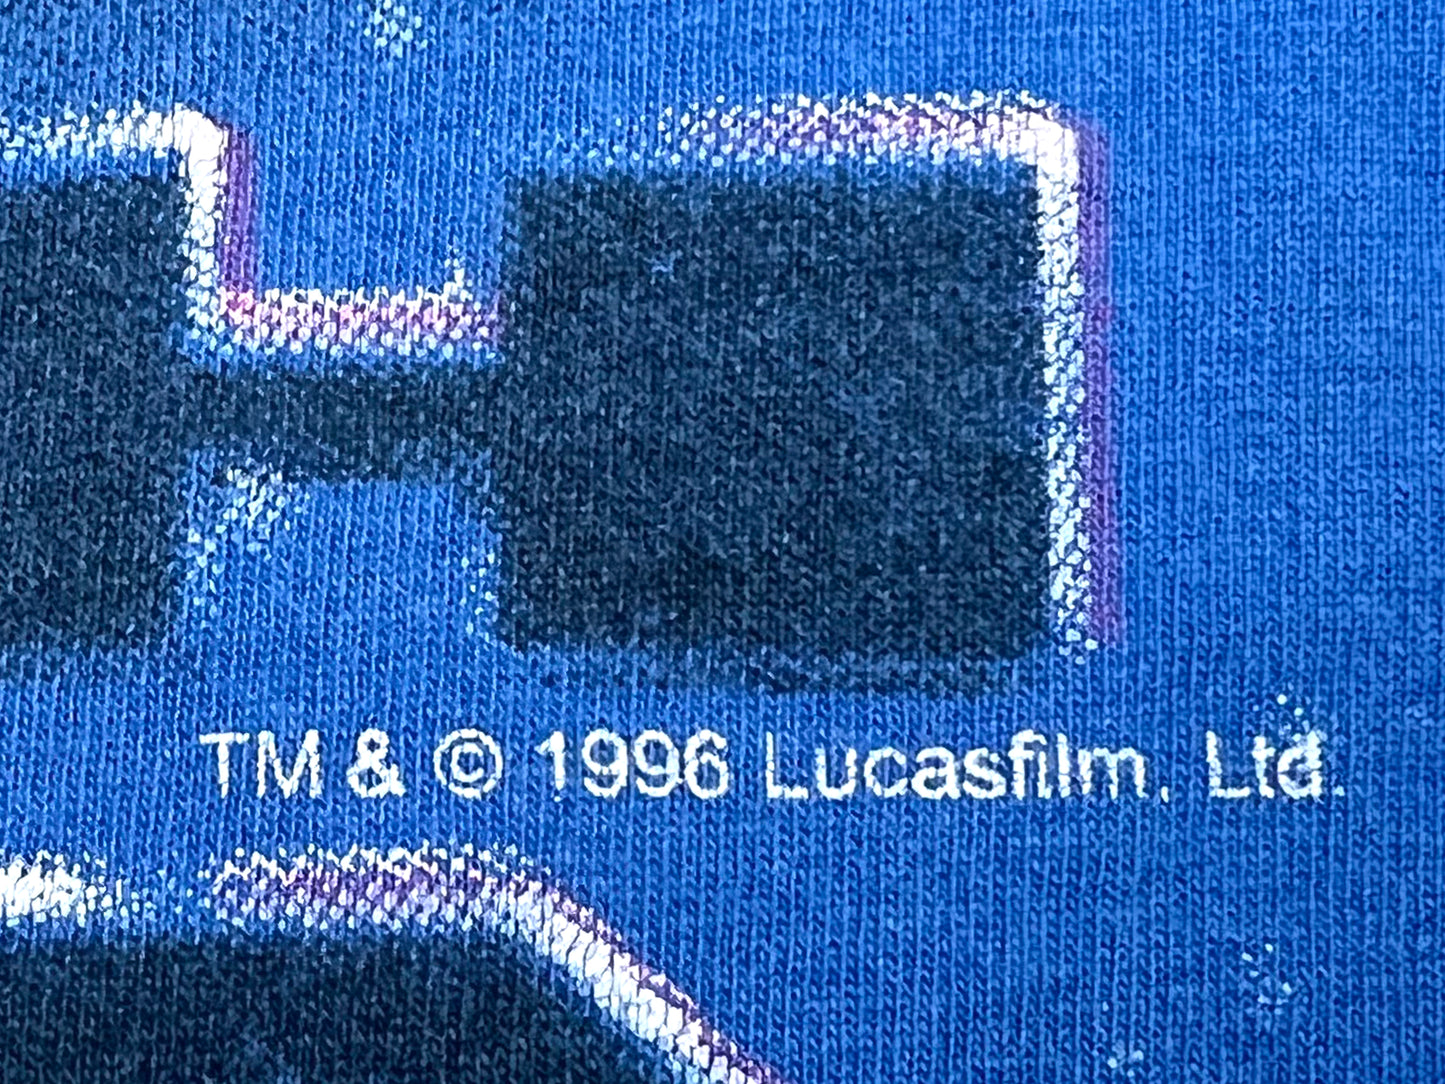 TM & © 1996 Lucasfilm, Ltd.